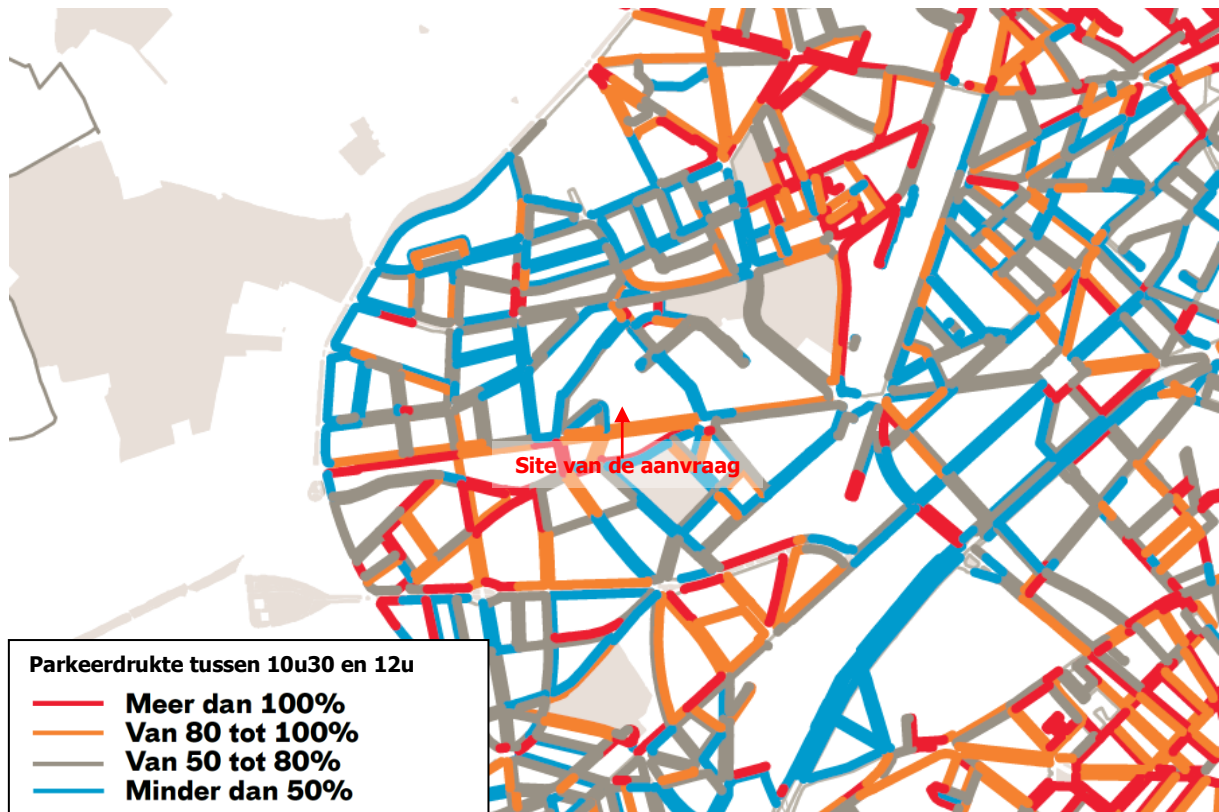 Site van de aanvraag
Parkeerdrukte tussen 10u30 en 12u
Meer dan 100%
Van 80 tot 100%
Van 50 tot 80%
Minder dan 50%